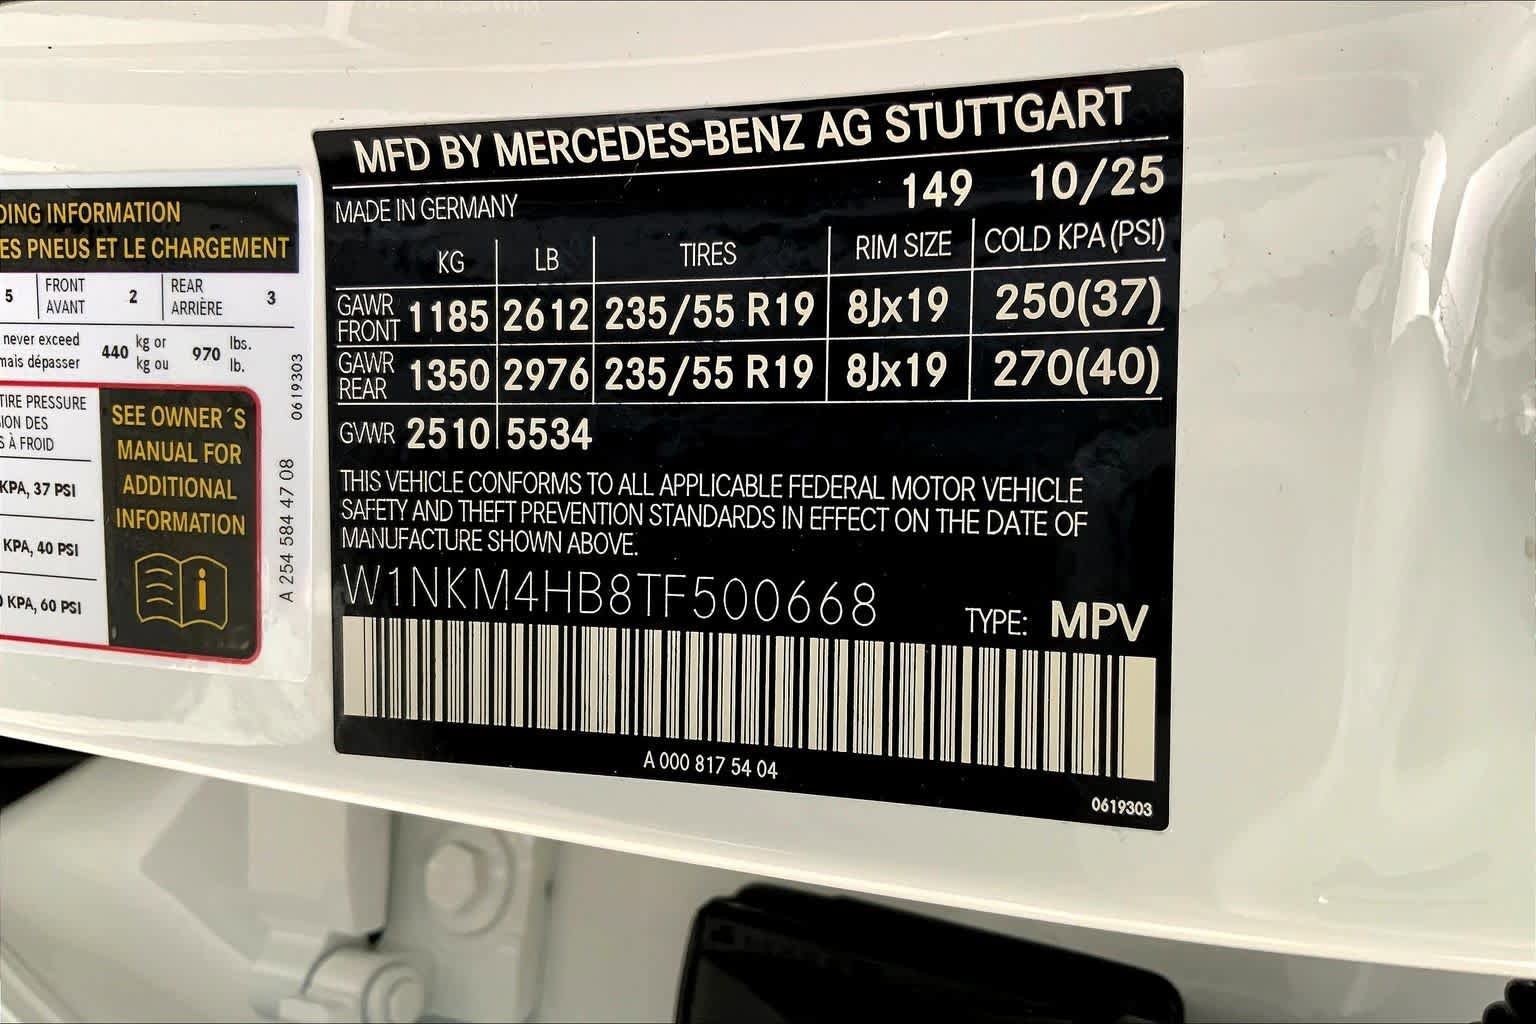 DING INFORMATION
ES PNEUS ET LE CHARGEMENT
5 FRONT AVANT 2 REAR ARRIÈRE 3
never exceed 440 kg or 970 lbs.
mais dépasser kg ou lb.
TIRE PRESSURE
ION DES
S À FROID
KPA, 37 PSI
KPA, 40 PSI
0 KPA, 60 PSI
SEE OWNER´S
MANUAL FOR
ADDITIONAL
INFORMATION
0619303
A 254 584 47 08
MFD BY MERCEDES-BENZ AG STUTTGART
MADE IN GERMANY 149 10/25
KG LB TIRES RIM SIZE COLD KPA (PSI)
GAWR FRONT 1185 2612 235/55 R19 8Jx19 250(37)
GAWR REAR 1350 2976 235/55 R19 8Jx19 270(40)
GVWR 2510 5534
THIS VEHICLE CONFORMS TO ALL APPLICABLE FEDERAL MOTOR VEHICLE
SAFETY AND THEFT PREVENTION STANDARDS IN EFFECT ON THE DATE OF
MANUFACTURE SHOWN ABOVE.
W1NKM4HB8TF500668 TYPE: MPV
A 000 817 54 04
0619303